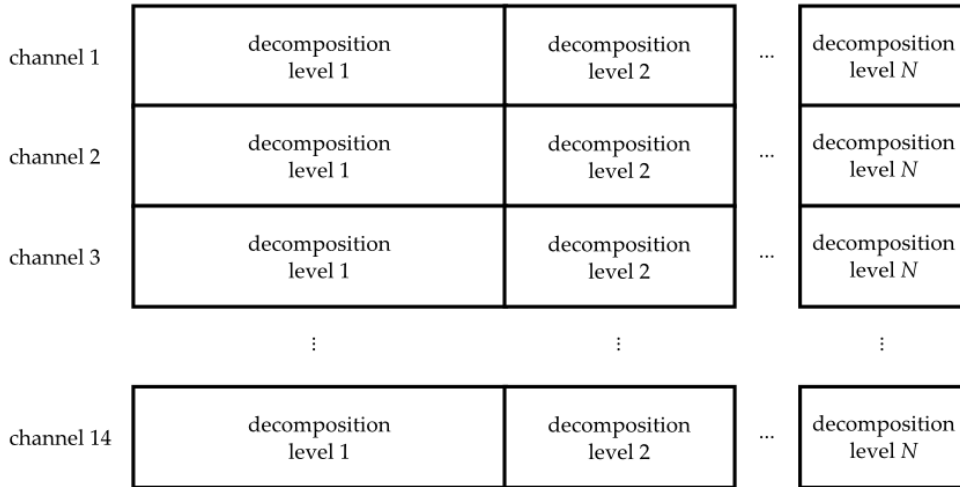 channel 1
decomposition
level 1
decomposition
level 2
...
decomposition
level N
channel 2
decomposition
level 1
decomposition
level 2
...
decomposition
level N
channel 3
decomposition
level 1
decomposition
level 2
...
decomposition
level N
⋮ ⋮ ⋮
channel 14
decomposition
level 1
decomposition
level 2
...
decomposition
level N